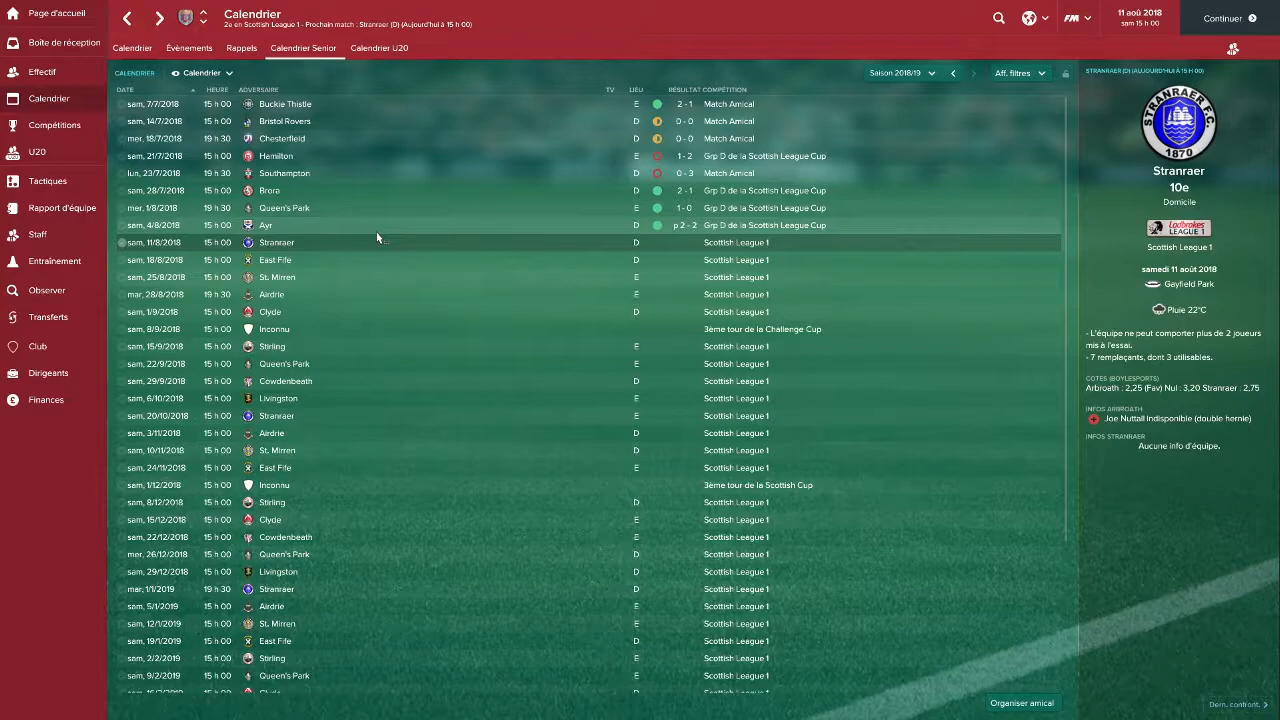 Page d'accueil
Boîte de réception
Effectif
Calendrier
Compétitions
U20
Tactiques
Rapport d'équipe
Staff
Entraînement
Observer
Transferts
Club
Dirigeants
Finances
Calendrier
2e en Scottish League 1 - Prochain match : Stranraer (D) (Aujourd'hui à 15 h 00)
FM
11 août 2018
sam 15 h 00
Continuer
Calendrier Évènements Rappels Calendrier Senior Calendrier U20
CALENDRIER Calendrier Saison 2018/19 Aff. filtres
DATE HEURE ADVERSAIRE TV LIEU RÉSULTAT COMPÉTITION
sam, 7/7/2018 15 h 00 Buckie Thistle E 2 - 1 Match Amical
sam, 14/7/2018 15 h 00 Bristol Rovers D 0 - 0 Match Amical
mer, 18/7/2018 19 h 30 Chesterfield D 0 - 0 Match Amical
sam, 21/7/2018 15 h 00 Hamilton E 1 - 2 Grp D de la Scottish League Cup
lun, 23/7/2018 19 h 30 Southampton D 0 - 3 Match Amical
sam, 28/7/2018 15 h 00 Brora D 2 - 1 Grp D de la Scottish League Cup
mer, 1/8/2018 19 h 30 Queen's Park E 1 - 0 Grp D de la Scottish League Cup
sam, 4/8/2018 15 h 00 Ayr D p 2 - 2 Grp D de la Scottish League Cup
sam, 11/8/2018 15 h 00 Stranraer D Scottish League 1
sam, 18/8/2018 15 h 00 East Fife D Scottish League 1
sam, 25/8/2018 15 h 00 St. Mirren E Scottish League 1
mar, 28/8/2018 19 h 30 Airdrie E Scottish League 1
sam, 1/9/2018 15 h 00 Clyde D Scottish League 1
sam, 8/9/2018 15 h 00 Inconnu 3ème tour de la Challenge Cup
sam, 15/9/2018 15 h 00 Stirling E Scottish League 1
sam, 22/9/2018 15 h 00 Queen's Park E Scottish League 1
sam, 29/9/2018 15 h 00 Cowdenbeath D Scottish League 1
sam, 6/10/2018 15 h 00 Livingston E Scottish League 1
sam, 20/10/2018 15 h 00 Stranraer E Scottish League 1
sam, 3/11/2018 15 h 00 Airdrie D Scottish League 1
sam, 10/11/2018 15 h 00 St. Mirren D Scottish League 1
sam, 24/11/2018 15 h 00 East Fife E Scottish League 1
sam, 1/12/2018 15 h 00 Inconnu 3ème tour de la Scottish Cup
sam, 8/12/2018 15 h 00 Stirling D Scottish League 1
sam, 15/12/2018 15 h 00 Clyde E Scottish League 1
sam, 22/12/2018 15 h 00 Cowdenbeath E Scottish League 1
mer, 26/12/2018 15 h 00 Queen's Park D Scottish League 1
sam, 29/12/2018 15 h 00 Livingston D Scottish League 1
mar, 1/1/2019 19 h 30 Stranraer D Scottish League 1
sam, 5/1/2019 15 h 00 Airdrie E Scottish League 1
sam, 12/1/2019 15 h 00 St. Mirren E Scottish League 1
sam, 19/1/2019 15 h 00 East Fife D Scottish League 1
sam, 2/2/2019 15 h 00 Stirling E Scottish League 1
sam, 9/2/2019 15 h 00 Queen's Park E Scottish League 1
Organiser amical
STRANRAER (D) (AUJOURD'HUI À 15 H 00)
STRANRAER F.C.
1870
Stranraer
10e
Domicile
Ladbrokes
LEAGUE 1
Scottish League 1
samedi 11 août 2018
Gayfield Park
Pluie 22°C
- L'équipe ne peut comporter plus de 2 joueurs
mis à l'essai.
- 7 remplaçants, dont 3 utilisables.
COTES (BOYLESPORTS)
Arbroath : 2,25 (Fav) Nul : 3,20 Stranraer : 2,75
INFOS ARBROATH
Joe Nuttall indisponible (double hernie)
INFOS STRANRAER
Aucune info d'équipe.
Dern. confront.